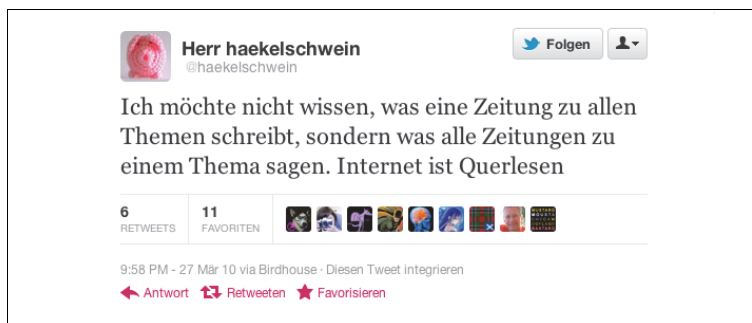 Herr haekelschwein
@haekelschwein
Folgen
Ich möchte nicht wissen, was eine Zeitung zu allen
Themen schreibt, sondern was alle Zeitungen zu
einem Thema sagen. Internet ist Querlesen
6
RETWEETS
11
FAVORITEN
9:58 PM - 27 Mär 10 via Birdhouse · Diesen Tweet integrieren
Antwort Retweeten Favorisieren